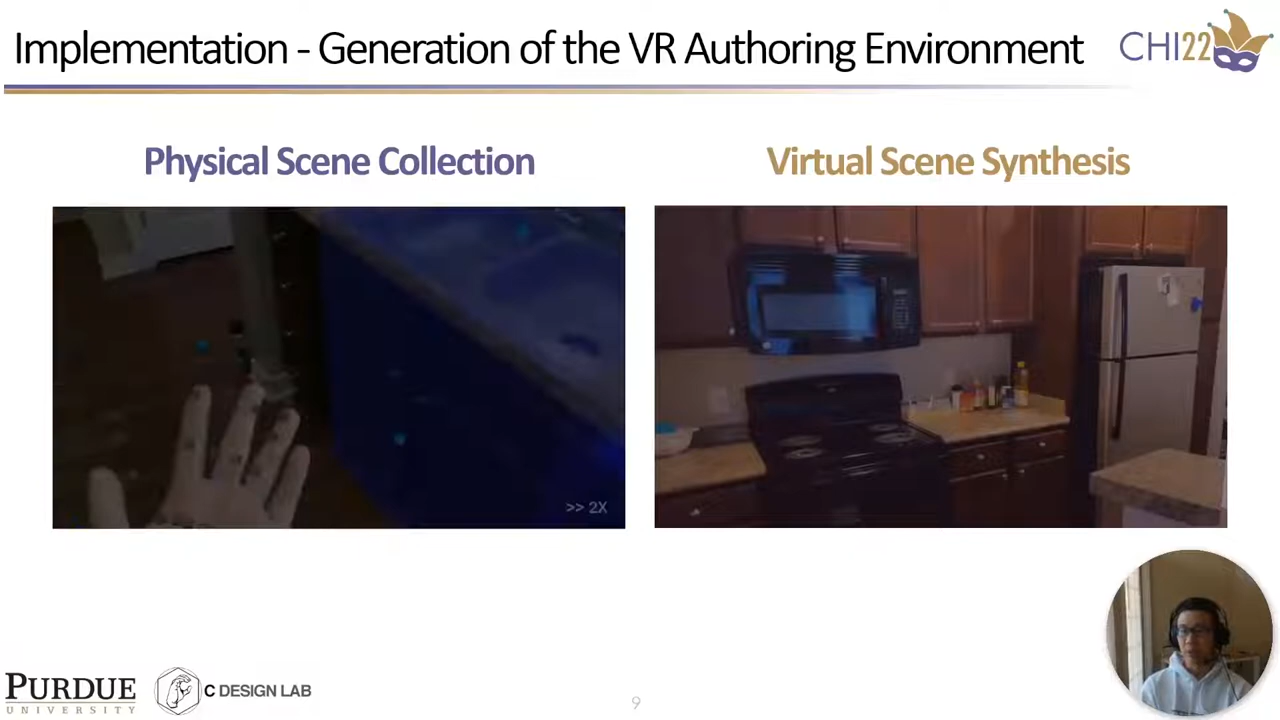 Implementation - Generation of the VR Authoring Environment
CHI22
Physical Scene Collection
Virtual Scene Synthesis
>> 2X
PURDUE
UNIVERSITY
C DESIGN LAB
9